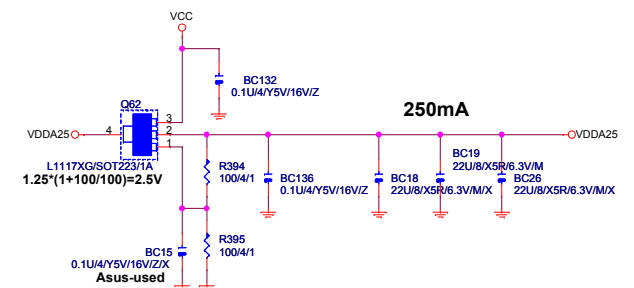 VCC
BC132
0.1U/4/Y5V/16V/Z
Q62
3
4
2
1
VDDA25
250mA
VDDA25
L1117XG/SOT223/1A
1.25*(1+100/100)=2.5V
R394
100/4/1
BC136
0.1U/4/Y5V/16V/Z
BC18
22U/8/X5R/6.3V/M/X
BC19
22U/8/X5R/6.3V/M
BC26
22U/8/X5R/6.3V/M/X
R395
100/4/1
BC15
0.1U/4/Y5V/16V/Z/X
Asus-used